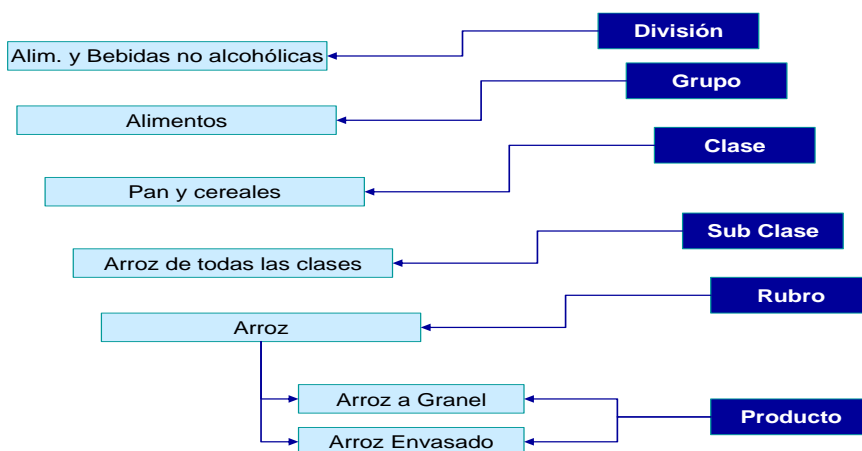 División
Alim. y Bebidas no alcohólicas
Grupo
Alimentos
Clase
Pan y cereales
Sub Clase
Arroz de todas las clases
Rubro
Arroz
Arroz a Granel
Producto
Arroz Envasado